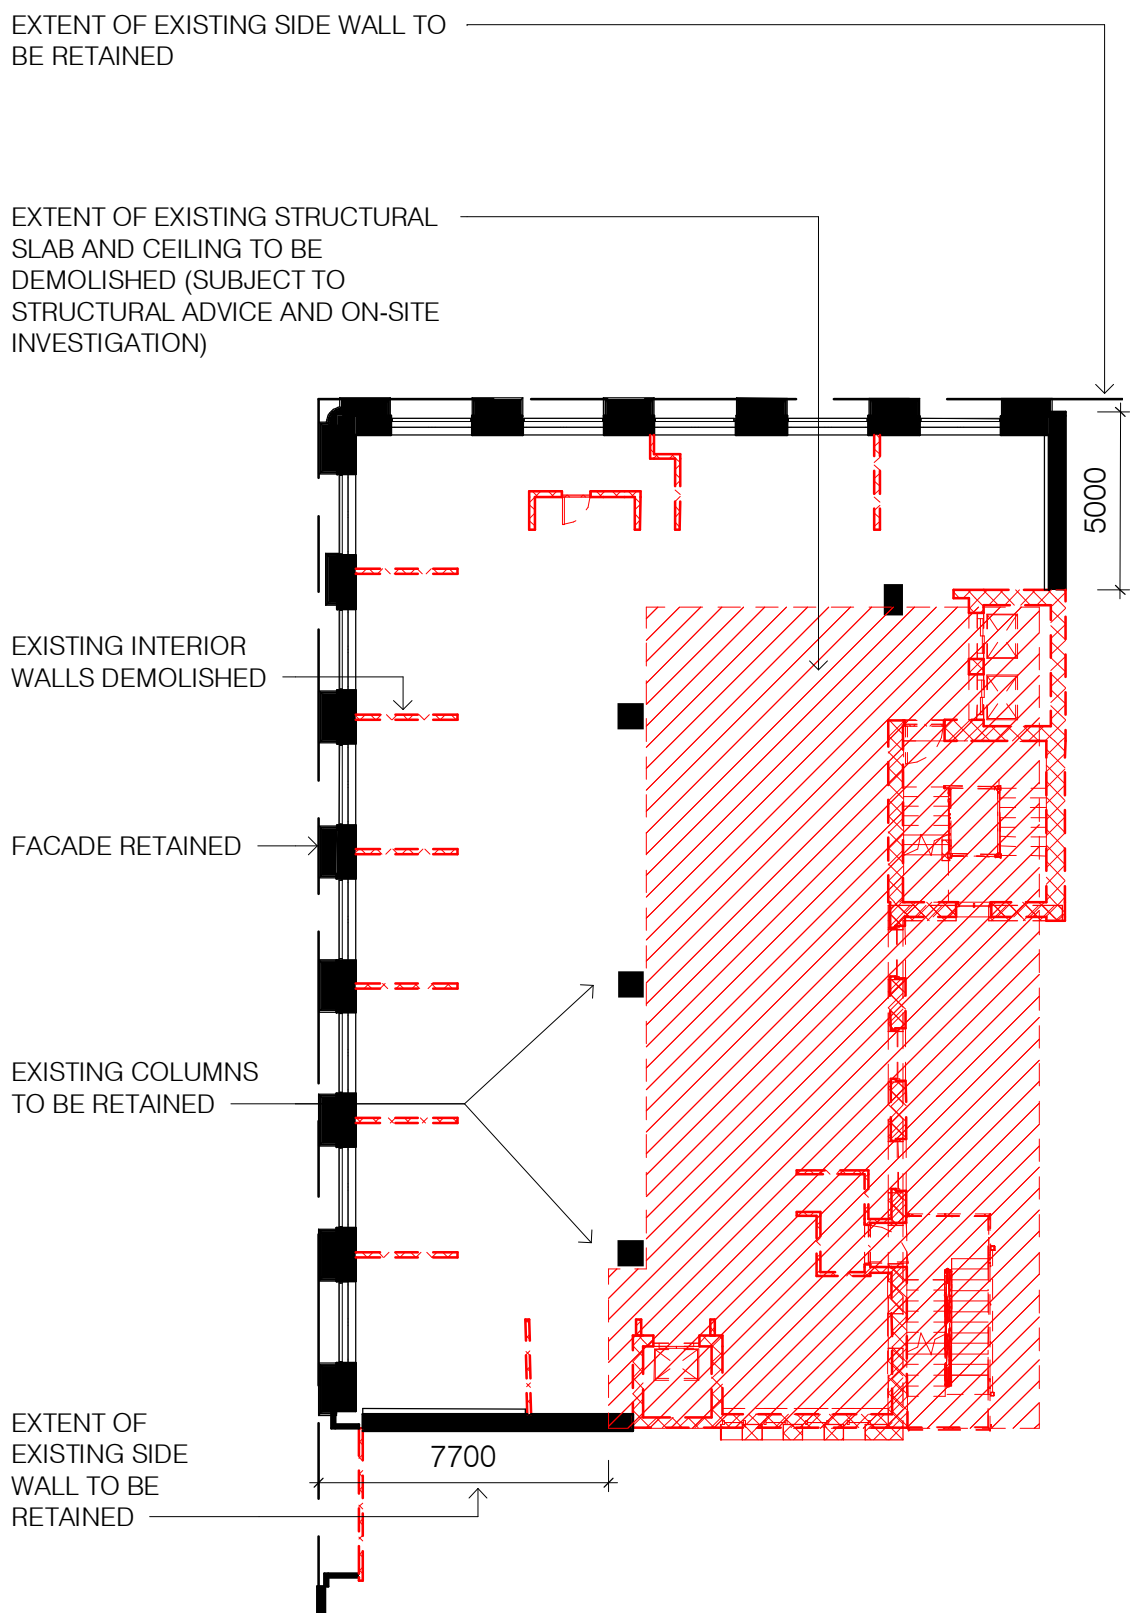 EXTENT OF EXISTING SIDE WALL TO
BE RETAINED
EXTENT OF EXISTING STRUCTURAL
SLAB AND CEILING TO BE
DEMOLISHED (SUBJECT TO
STRUCTURAL ADVICE AND ON-SITE
INVESTIGATION)
5000
EXISTING INTERIOR
WALLS DEMOLISHED
FACADE RETAINED
EXISTING COLUMNS
TO BE RETAINED
EXTENT OF
EXISTING SIDE
WALL TO BE
RETAINED
7700